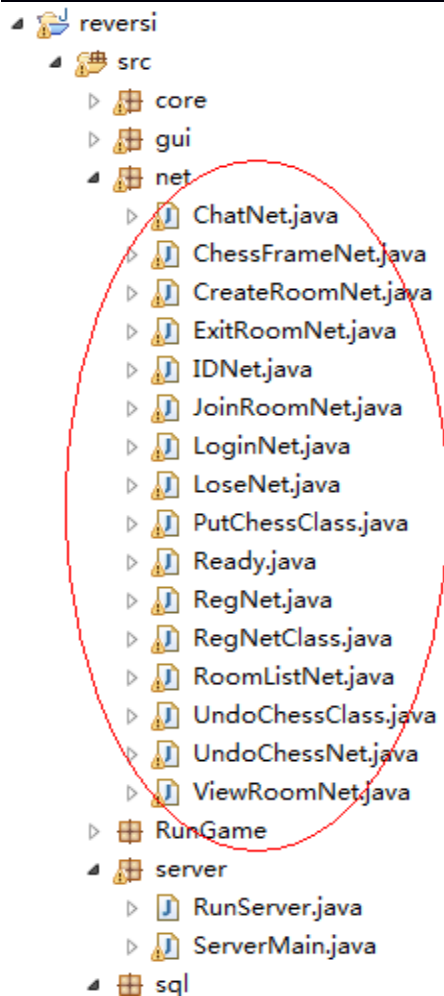 reversi
src
core
gui
net
ChatNet.java
ChessFrameNet.java
CreateRoomNet.java
ExitRoomNet.java
IDNet.java
JoinRoomNet.java
LoginNet.java
LoseNet.java
PutChessClass.java
Ready.java
RegNet.java
RegNetClass.java
RoomListNet.java
UndoChessClass.java
UndoChessNet.java
ViewRoomNet.java
RunGame
server
RunServer.java
ServerMain.java
sql